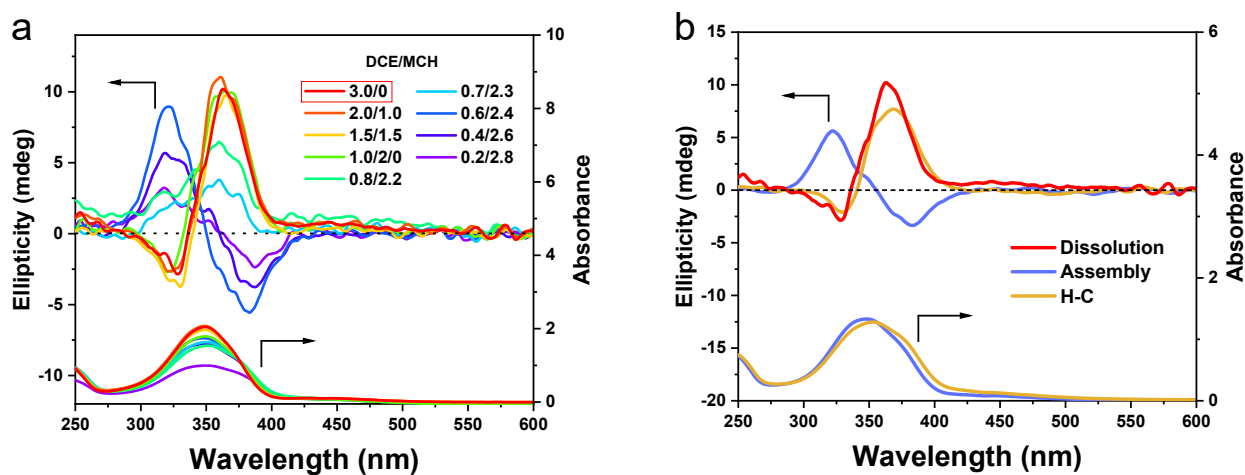 a
DCE/MCH
3.0/0
2.0/1.0
1.5/1.5
1.0/2/0
0.8/2.2
0.7/2.3
0.6/2.4
0.4/2.6
0.2/2.8
Ellipticity (mdeg)
10
5
0
-5
-10
Absorbance
10
8
6
4
2
0
250 300 350 400 450 500 550 600
Wavelength (nm)
b
Dissolution
Assembly
H-C
Ellipticity (mdeg)
15
10
5
0
-5
-10
-15
-20
Absorbance
6
4
2
0
250 300 350 400 450 500 550 600
Wavelength (nm)